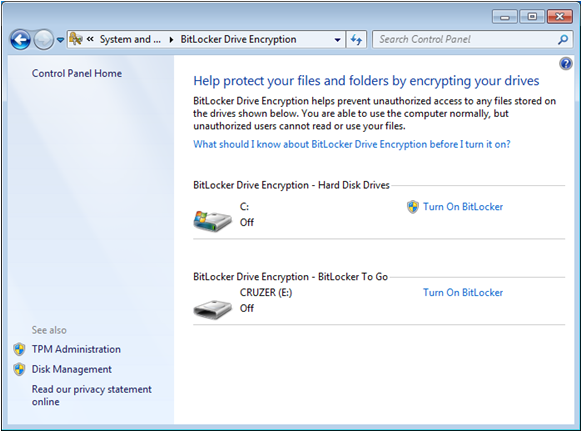 « System and ... ▸ BitLocker Drive Encryption
Search Control Panel
Control Panel Home
Help protect your files and folders by encrypting your drives
BitLocker Drive Encryption helps prevent unauthorized access to any files stored on
the drives shown below. You are able to use the computer normally, but
unauthorized users cannot read or use your files.
What should I know about BitLocker Drive Encryption before I turn it on?
BitLocker Drive Encryption - Hard Disk Drives
C:
Off
Turn On BitLocker
BitLocker Drive Encryption - BitLocker To Go
CRUZER (E:)
Off
Turn On BitLocker
See also
TPM Administration
Disk Management
Read our privacy statement
online